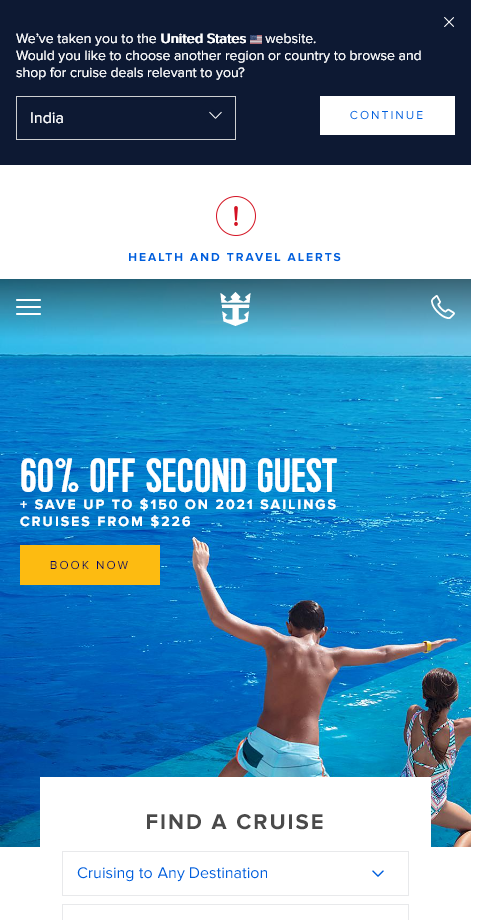 We've taken you to the United States 🇺🇸 website.
Would you like to choose another region or country to browse and
shop for cruise deals relevant to you?
India
CONTINUE
!
HEALTH AND TRAVEL ALERTS
60% OFF SECOND GUEST
+ SAVE UP TO $150 ON 2021 SAILINGS
CRUISES FROM $226
BOOK NOW
FIND A CRUISE
Cruising to Any Destination